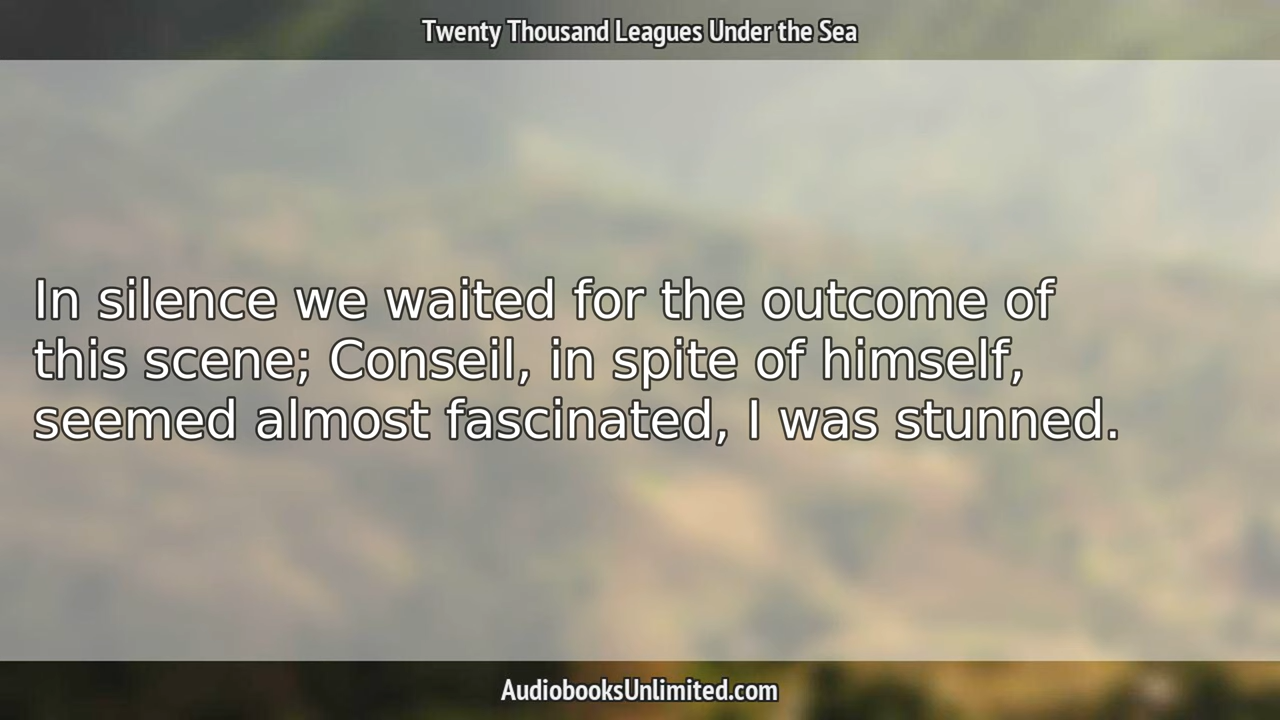 Twenty Thousand Leagues Under the Sea
In silence we waited for the outcome of
this scene; Conseil, in spite of himself,
seemed almost fascinated, I was stunned.
AudiobooksUnlimited.com